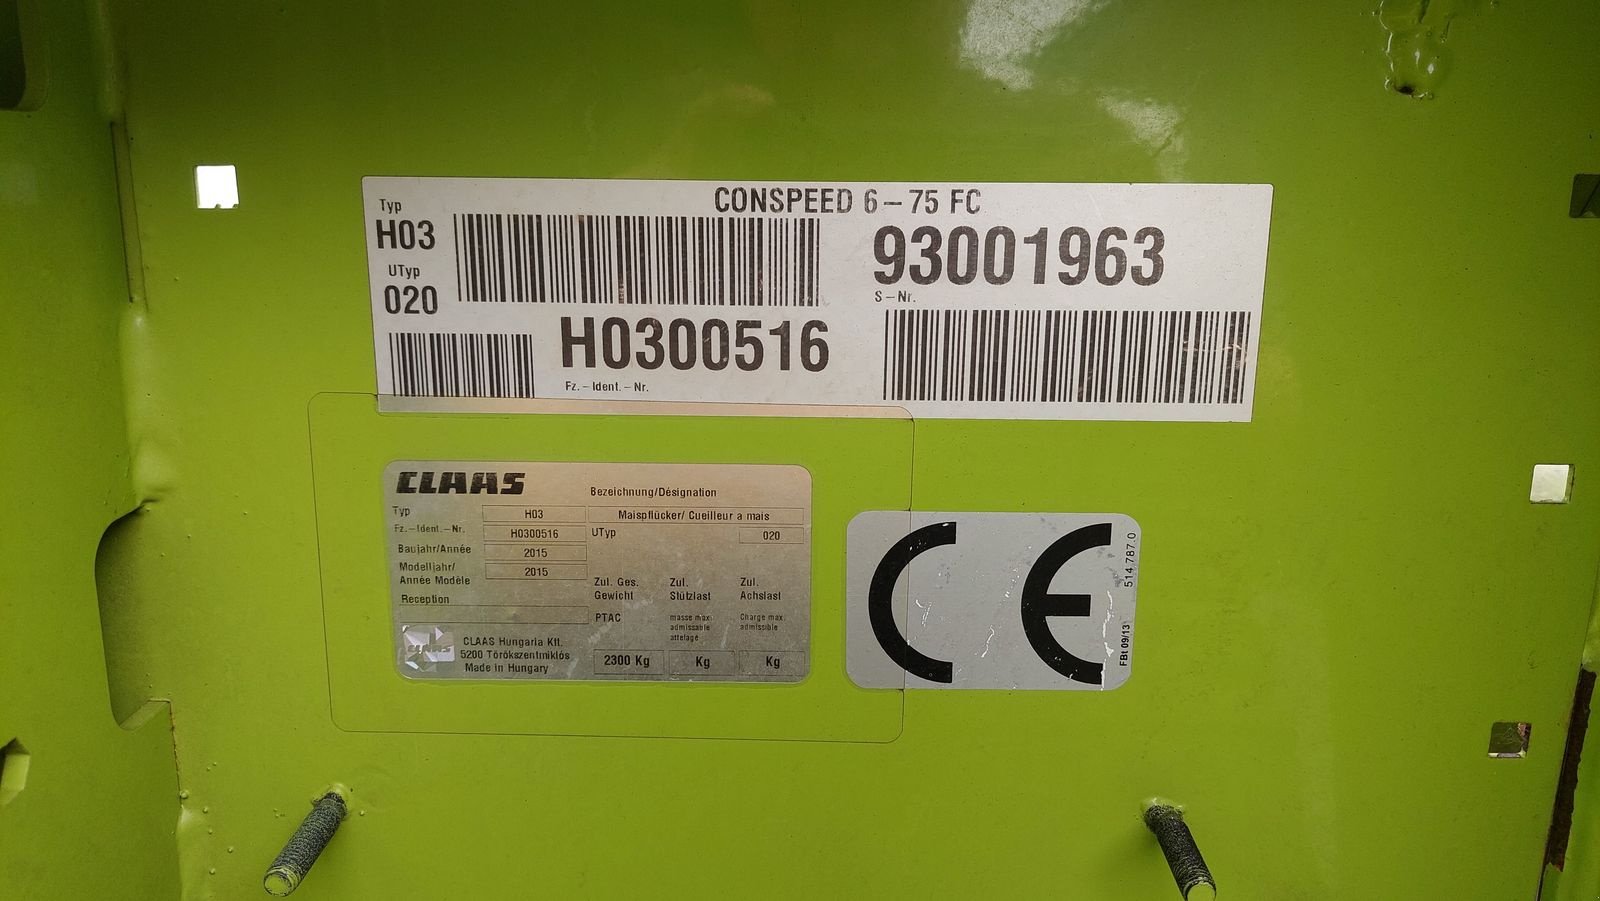 CONSPEED 6-75 FC
Typ
H03
93001963
UTyp
S-Nr.
020
H0300516
Fz.-Ident.-Nr.
CLAAS
Bezeichnung/Désignation
Typ H03 Maispflücker/ Cueilleur a mais
Fz.-Ident.-Nr. H0300516 UTyp 020
Baujahr/Année 2015
Modelljahr/ 2015
Année Modèle
Zul. Ges. Zul. Zul.
Gewicht Stützlast Achslast
Reception
PTAC masse max. Charge max.
admissable admissible
attelage
CLAAS Hungaria Kft.
5200 Törökszentmiklós
Made in Hungary
2300 Kg Kg Kg
CLAAS
CE
514.787.0
FBt 09/13